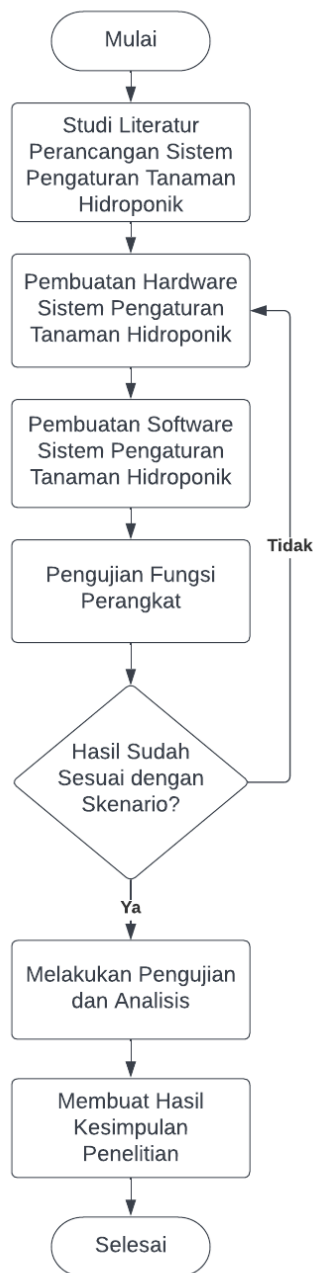 Mulai
Studi Literatur
Perancangan Sistem
Pengaturan Tanaman
Hidroponik
Pembuatan Hardware
Sistem Pengaturan
Tanaman Hidroponik
Pembuatan Software
Sistem Pengaturan
Tanaman Hidroponik
Tidak
Pengujian Fungsi
Perangkat
Hasil Sudah
Sesuai dengan
Skenario?
Ya
Melakukan Pengujian
dan Analisis
Membuat Hasil
Kesimpulan
Penelitian
Selesai